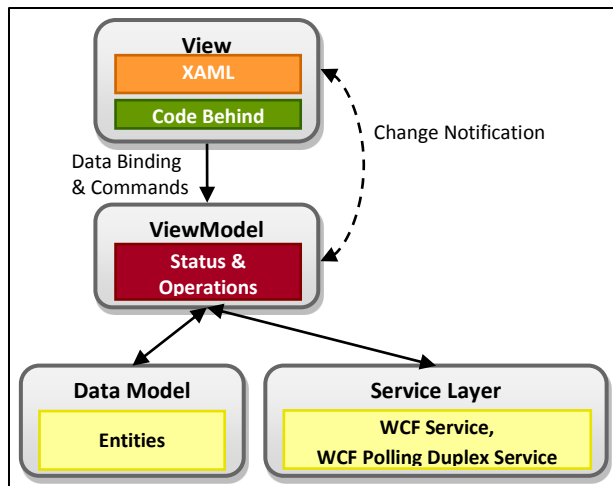 View
XAML
Code Behind
Change Notification
Data Binding
& Commands
ViewModel
Status &
Operations
Data Model
Entities
Service Layer
WCF Service,
WCF Polling Duplex Service